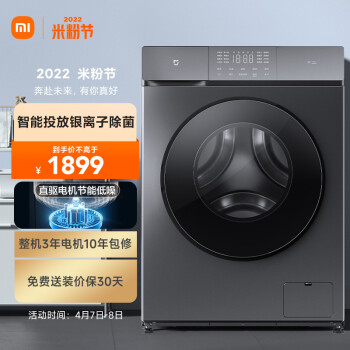 2022
米粉节
2022 米粉节
奔赴未来，有你真好
智能投放银离子除菌
到手价不高于
¥1899
直驱电机节能低噪
整机3年电机10年包修
免费送装价保30天
活动时间：4月7日-8日